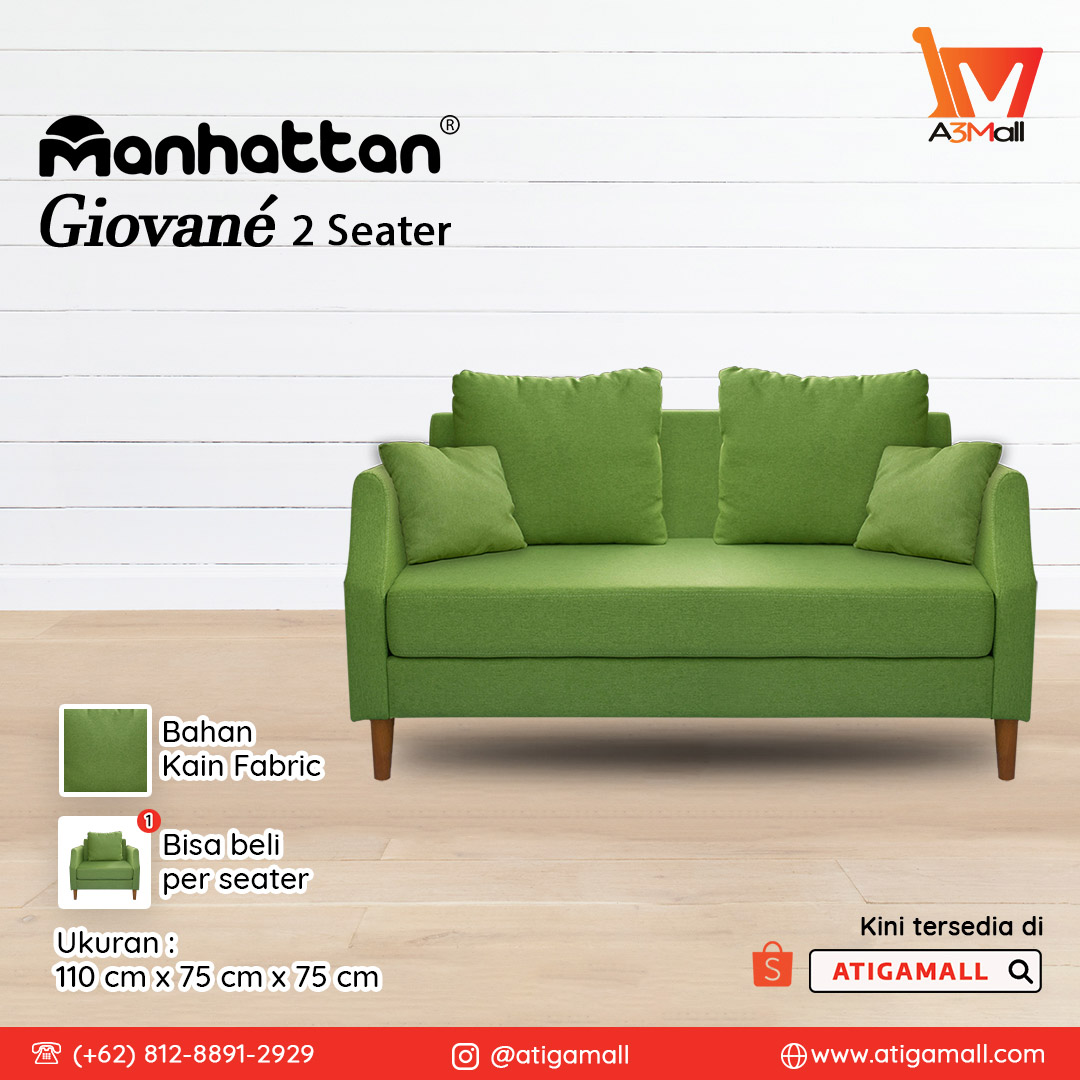 Manhattan®
Giované 2 Seater
A3Mall
Bahan
Kain Fabric
1
Bisa beli
per seater
Ukuran :
110 cm x 75 cm x 75 cm
Kini tersedia di
S
ATIGAMALL
(+62) 812-8891-2929
@atigamall
www.atigamall.com